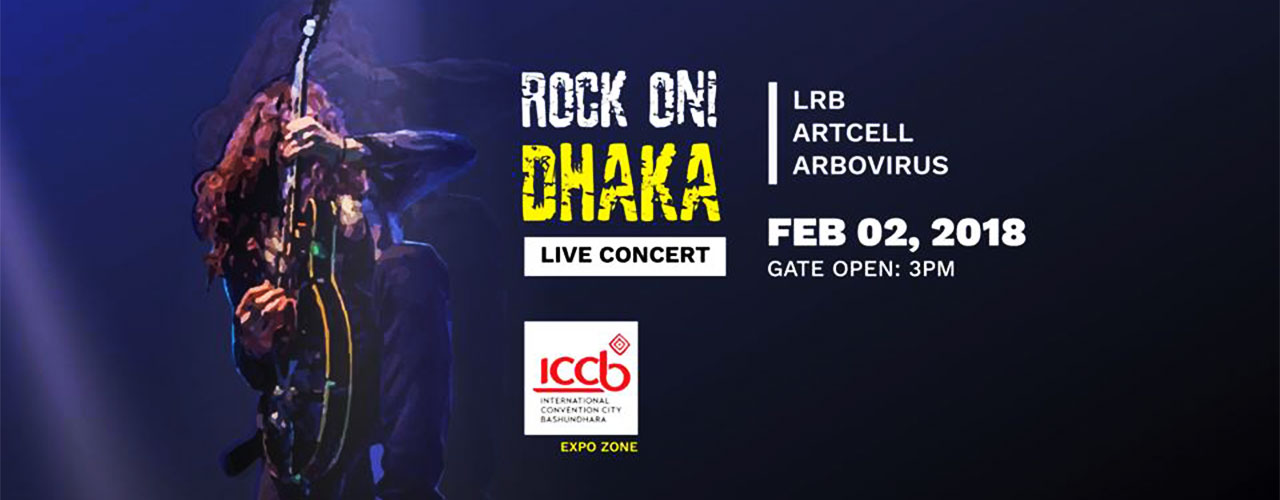 ROCK ON!
DHAKA
LIVE CONCERT
LRB
ARTCELL
ARBOVIRUS
FEB 02, 2018
GATE OPEN: 3PM
iccb
INTERNATIONAL
CONVENTION CITY
BASHUNDHARA
EXPO ZONE